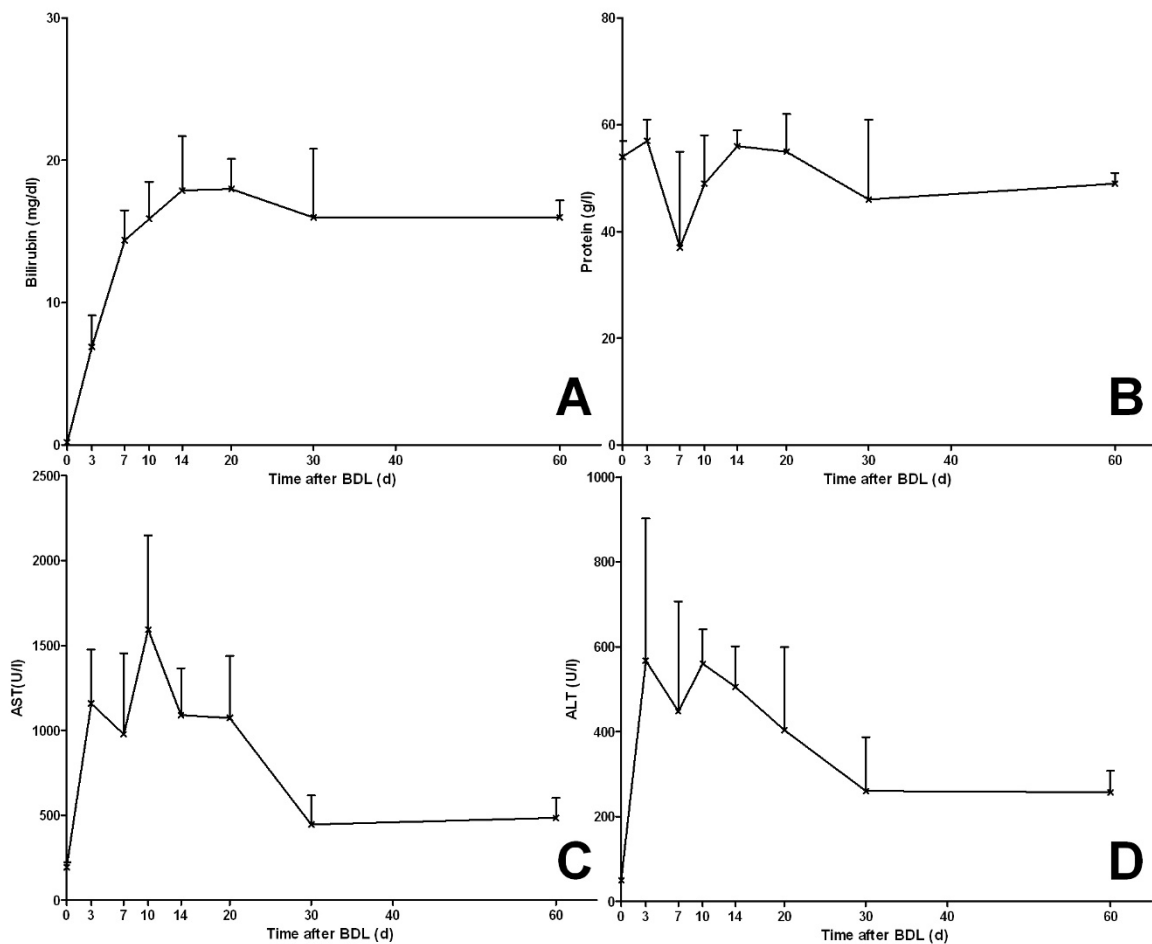 30
20
10
0
Bilirubin (mg/dl)
0 3 7 10 14 20 30 40 60
Time after BDL (d)
A
80
60
40
20
0
Protein (g/l)
0 3 7 10 14 20 30 40 60
Time after BDL (d)
B
2500
2000
1500
1000
500
0
AST(U/l)
0 3 7 10 14 20 30 40 60
Time after BDL (d)
C
1000
800
600
400
200
0
ALT (U/l)
0 3 7 10 14 20 30 40 60
Time after BDL (d)
D